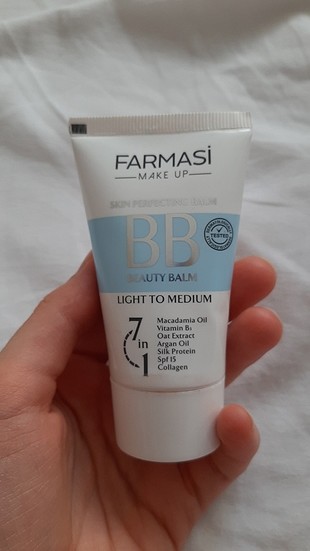 FARMASi
MAKE UP
SKIN PERFECTING BALM
BB
BEAUTY BALM
TESTED
LIGHT TO MEDIUM
7 in 1
Macadamia Oil
Vitamin B₅
Oat Extract
Argan Oil
Silk Protein
Spf 15
Collagen